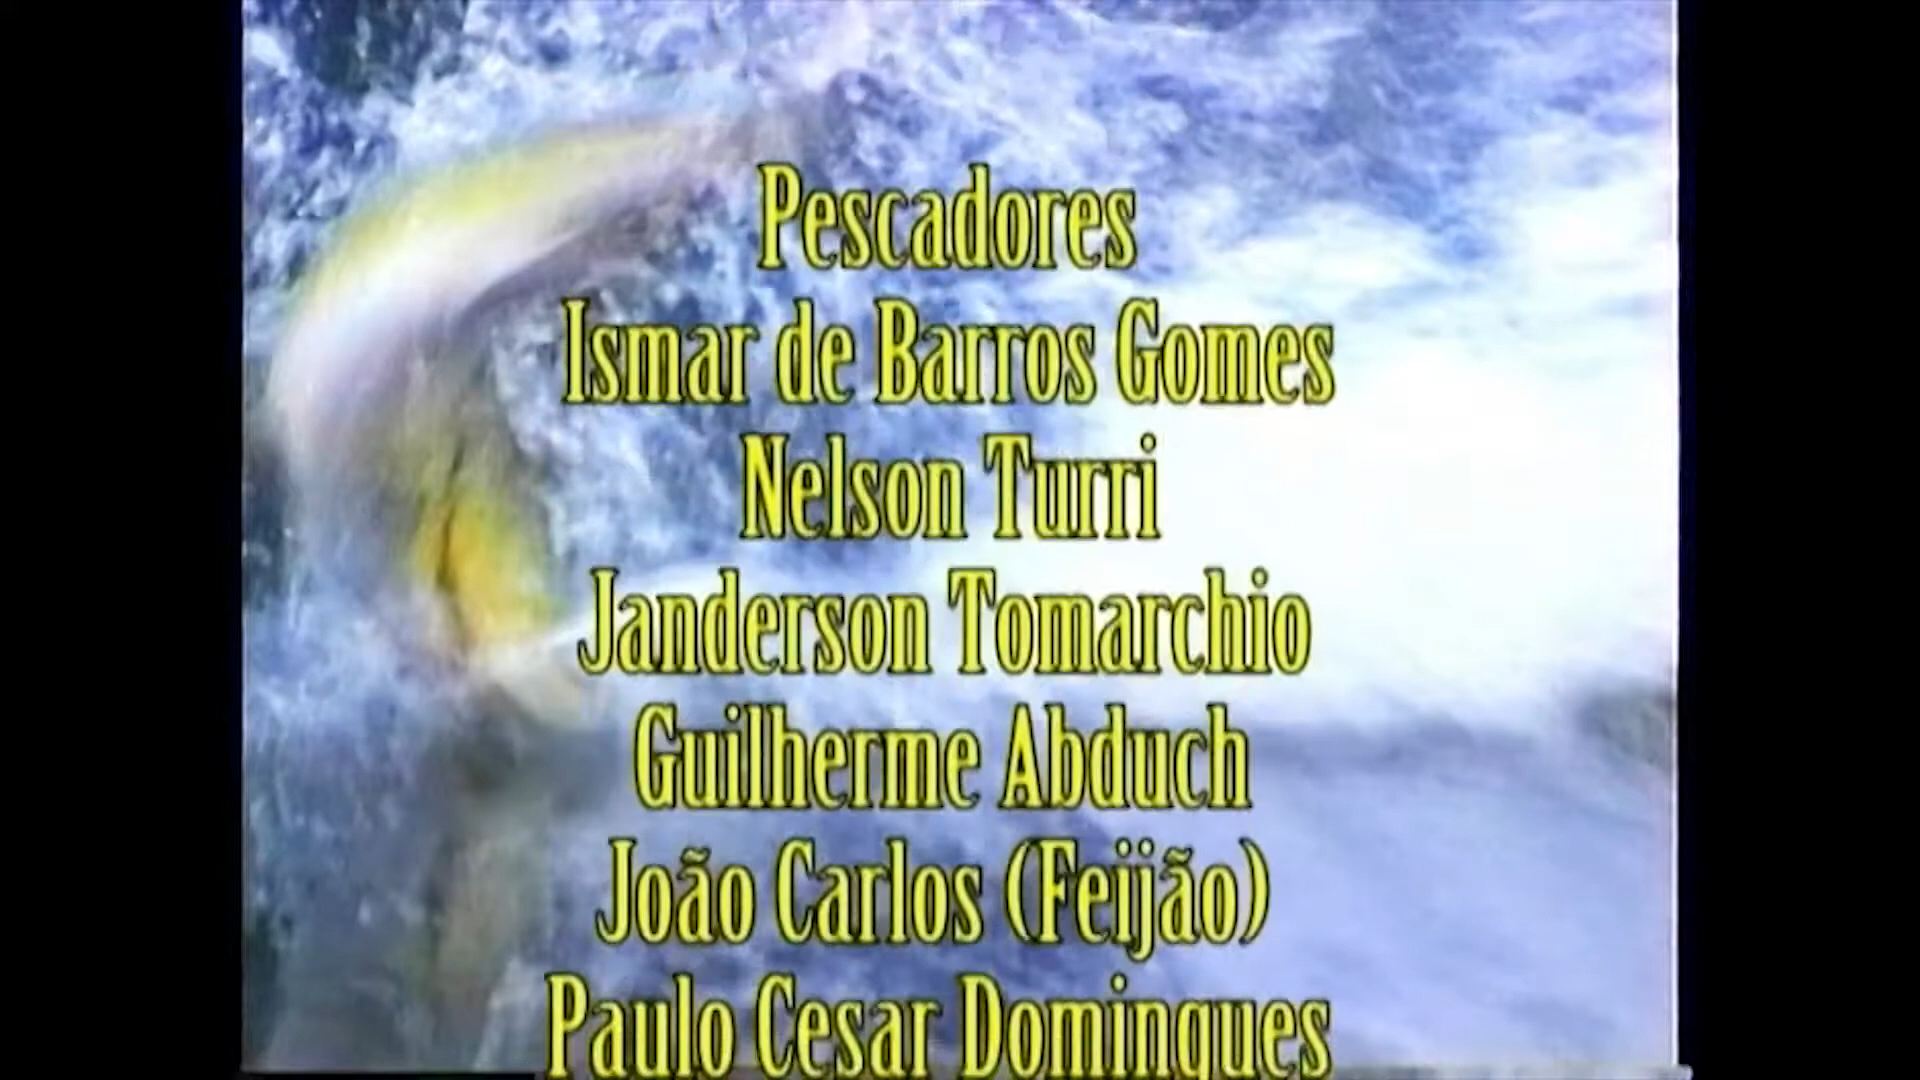 Pescadores
Ismar de Barros Gomes
Nelson Turri
Janderson Tomarchio
Guilherme Abduch
João Carlos (Feijão)
Paulo Cesar Domingues